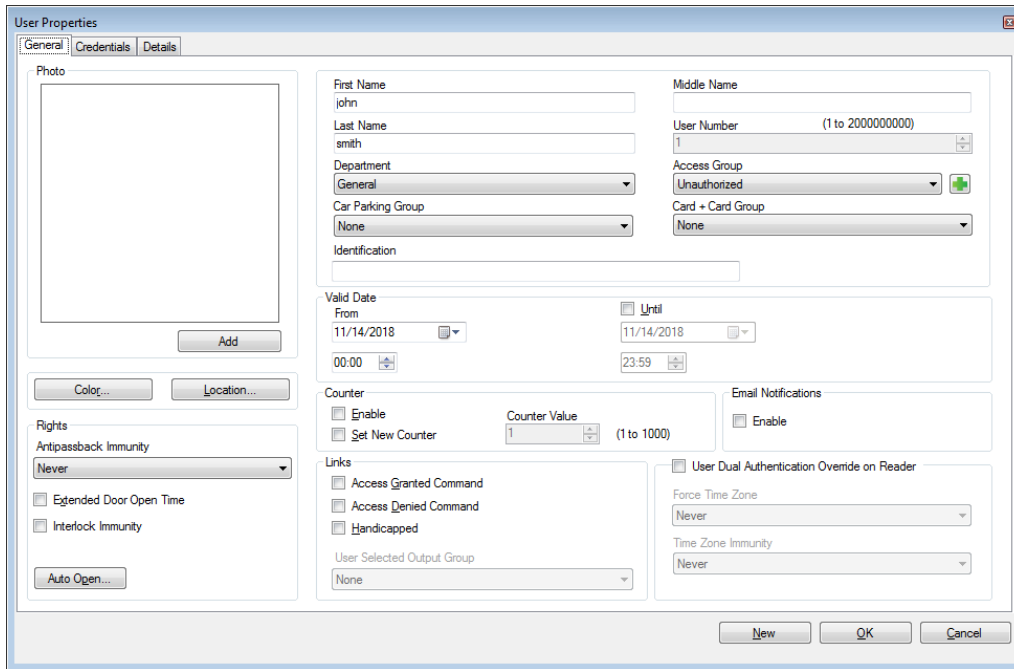 User Properties
General Credentials Details
Photo
Add
Color... Location...
Rights
Antipassback Immunity
Never
Extended Door Open Time
Interlock Immunity
Auto Open...
First Name Middle Name
john
Last Name User Number (1 to 2000000000)
smith 1
Department Access Group
General Unauthorized
Car Parking Group Card + Card Group
None None
Identification
Valid Date
From Until
11/14/2018 11/14/2018
00:00 23:59
Counter
Enable Counter Value
Set New Counter 1 (1 to 1000)
Email Notifications
Enable
Links
Access Granted Command
Access Denied Command
Handicapped
User Selected Output Group
None
User Dual Authentication Override on Reader
Force Time Zone
Never
Time Zone Immunity
Never
New OK Cancel